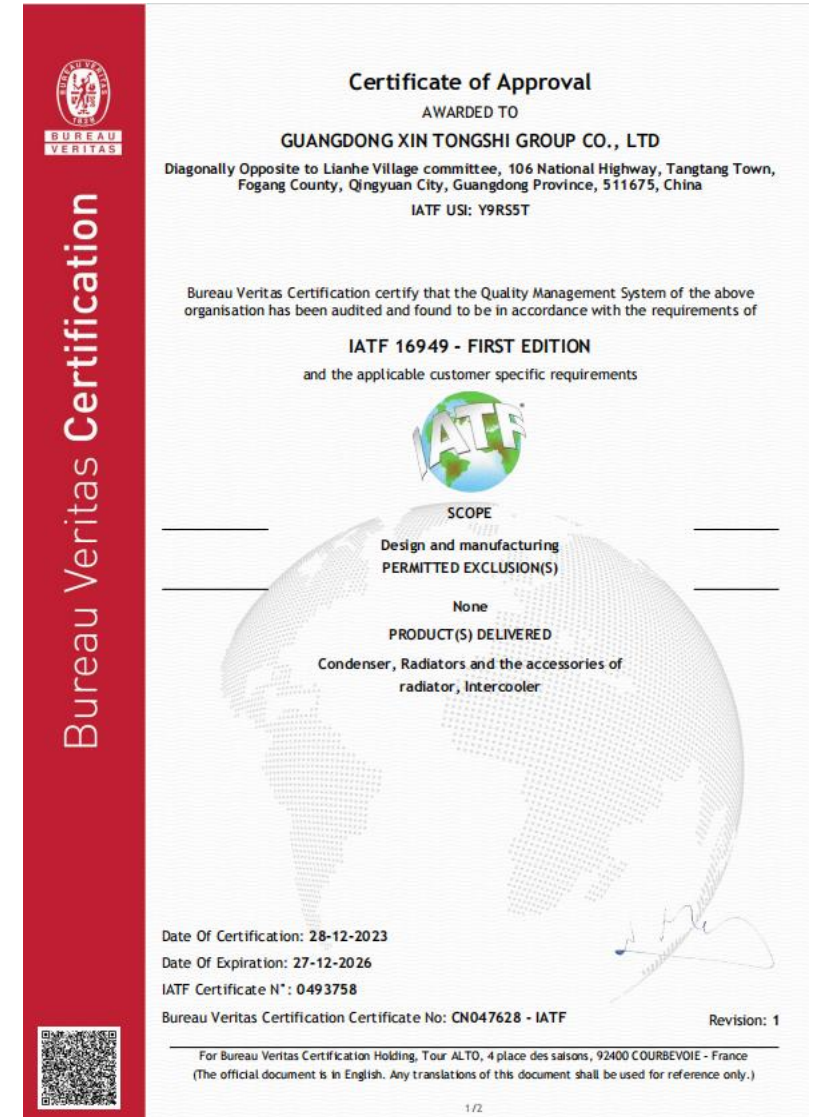 BUREAU VERITAS
1828
BUREAU
VERITAS
Bureau Veritas Certification
Certificate of Approval
AWARDED TO
GUANGDONG XIN TONGSHI GROUP CO., LTD
Diagonally Opposite to Lianhe Village committee, 106 National Highway, Tangtang Town,
Fogang County, Qingyuan City, Guangdong Province, 511675, China
IATF USI: Y9RS5T
Bureau Veritas Certification certify that the Quality Management System of the above
organisation has been audited and found to be in accordance with the requirements of
IATF 16949 - FIRST EDITION
and the applicable customer specific requirements
IATF
SCOPE
Design and manufacturing
PERMITTED EXCLUSION(S)
None
PRODUCT(S) DELIVERED
Condenser, Radiators and the accessories of
radiator, Intercooler
Date Of Certification: 28-12-2023
Date Of Expiration: 27-12-2026
IATF Certificate N°: 0493758
Bureau Veritas Certification Certificate No: CN047628 - IATF
Revision: 1
For Bureau Veritas Certification Holding, Tour ALTO, 4 place des saisons, 92400 COURBEVOIE - France
(The official document is in English. Any translations of this document shall be used for reference only.)
1/2